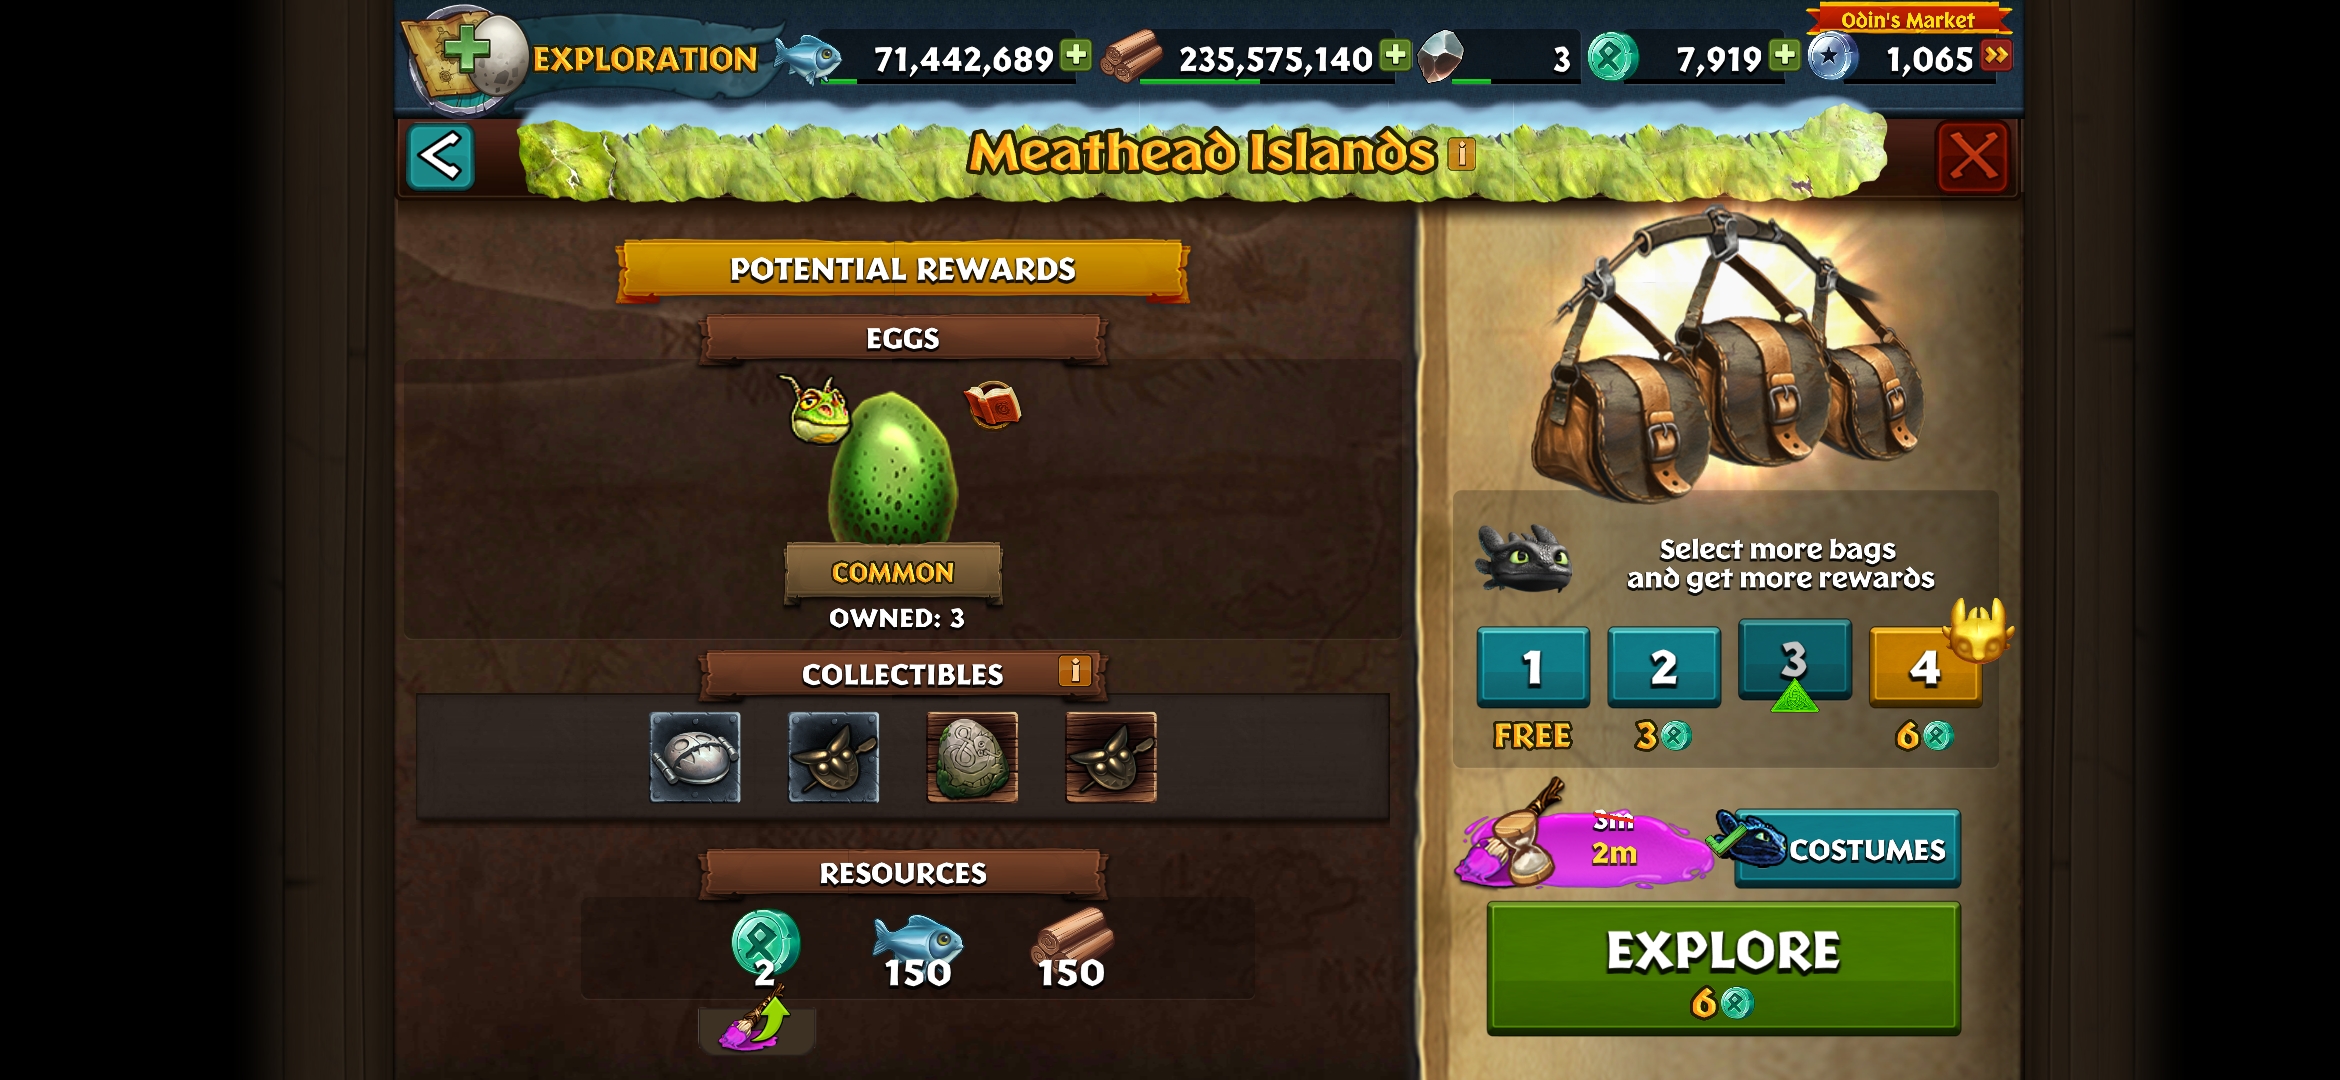 Odin's Market
EXPLORATION
71,442,689
235,575,140
3
7,919
1,065
Meathead Islands
i
POTENTIAL REWARDS
EGGS
COMMON
OWNED: 3
COLLECTIBLES
i
RESOURCES
2
150
150
Select more bags
and get more rewards
1
2
3
4
FREE
3
6
3m
2m
COSTUMES
EXPLORE
6